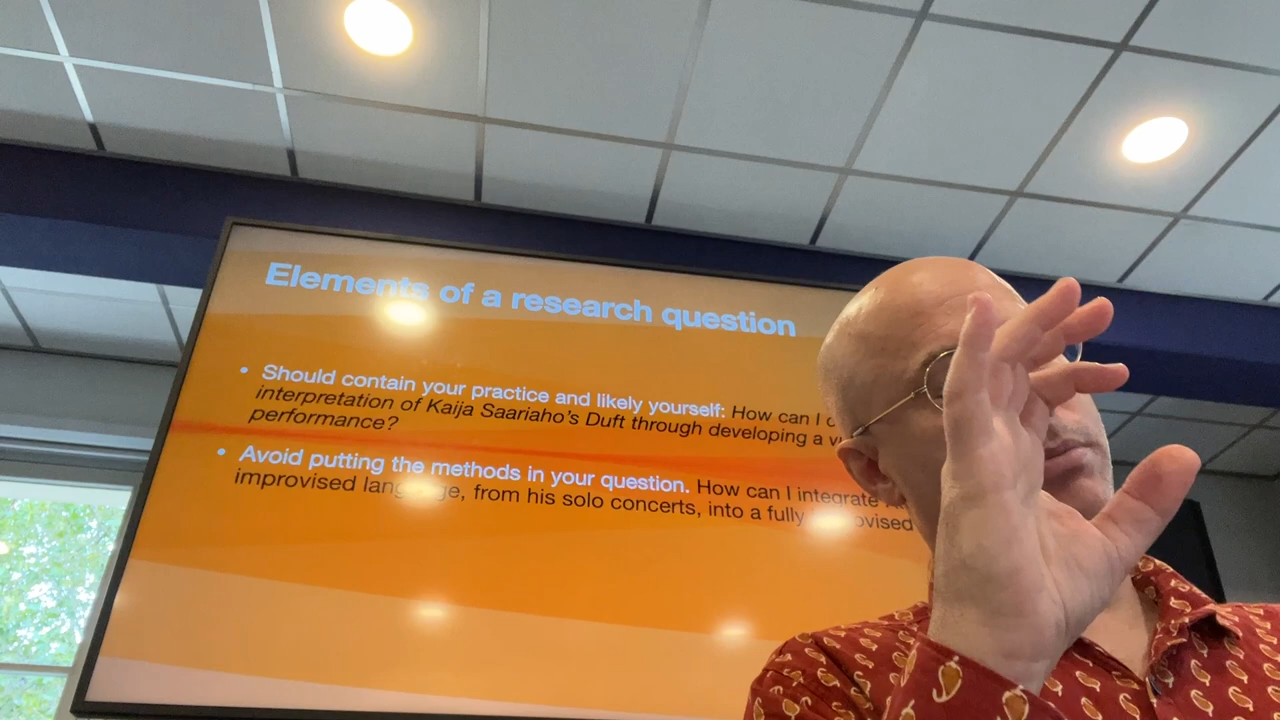 Elements of a research question
• Should contain your practice and likely yourself: How can I
interpretation of Kaija Saariaho's Duft through developing a
performance?
• Avoid putting the methods in your question. How can I integrate
improvised language, from his solo concerts, into a fully improvised